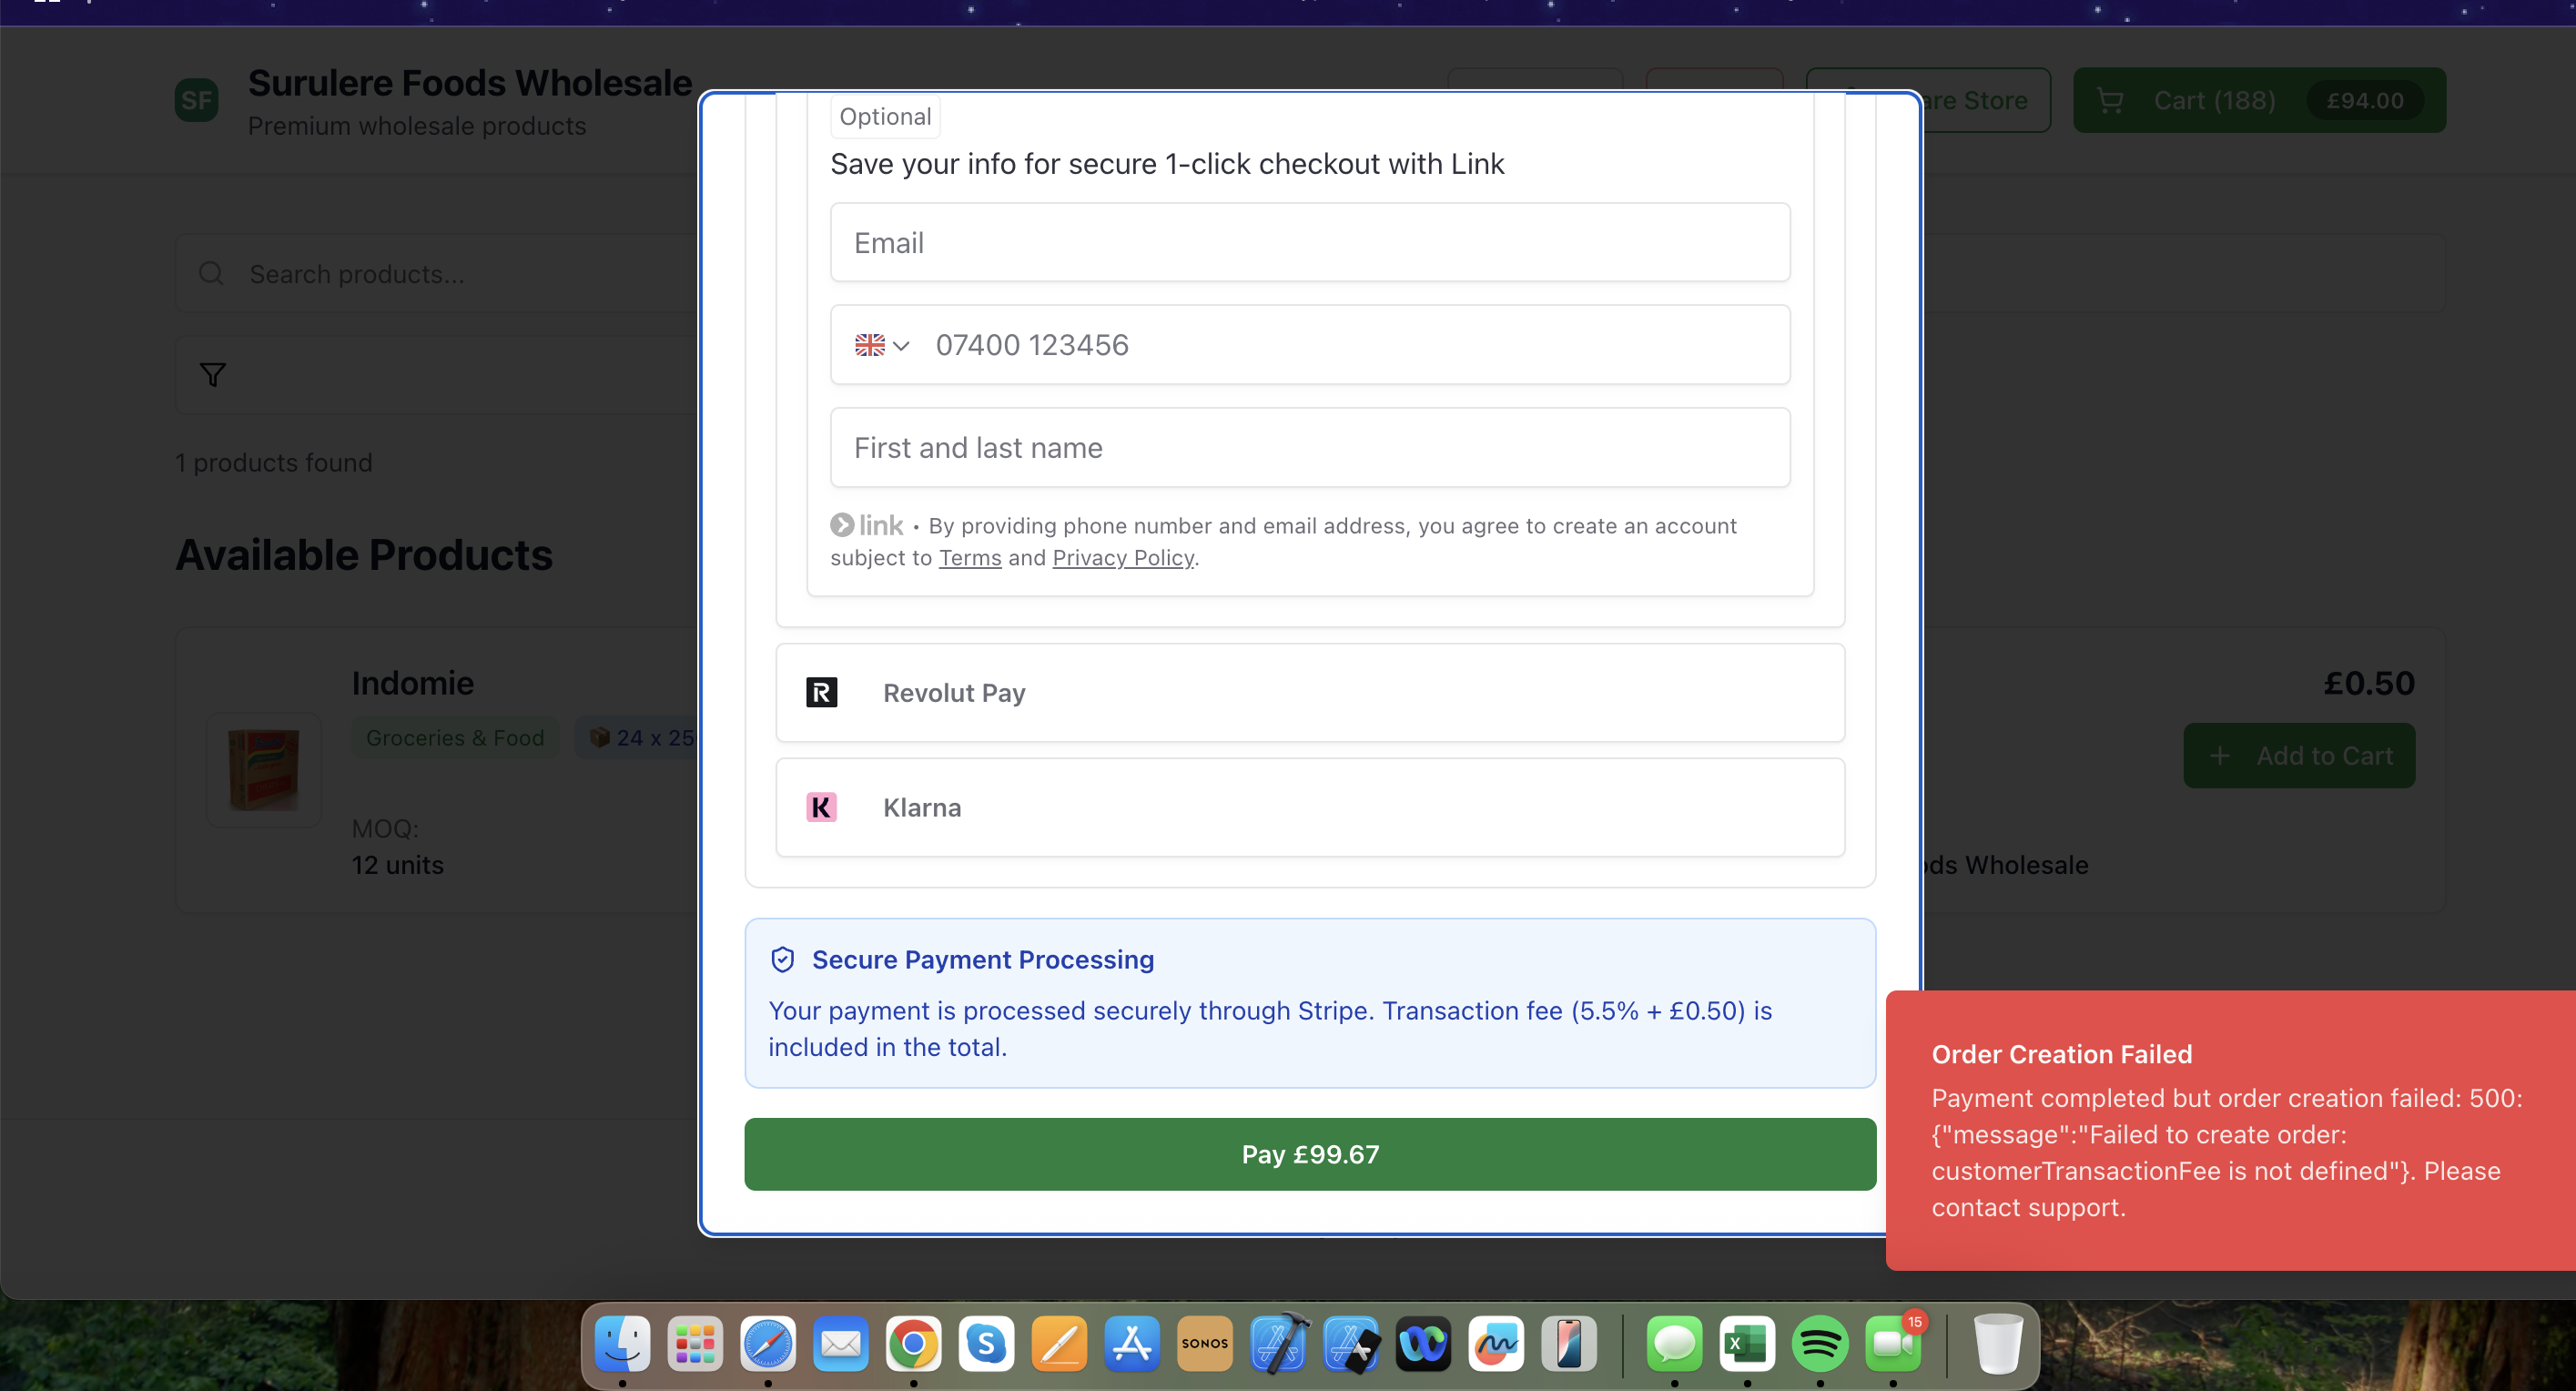 SF
Surulere Foods Wholesale
Premium wholesale products
are Store
Cart (188)
£94.00
Search products...
1 products found
Available Products
Indomie
Groceries & Food
24 x 25
MOQ:
12 units
£0.50
Add to Cart
ods Wholesale
Optional
Save your info for secure 1-click checkout with Link
Email
07400 123456
First and last name
link • By providing phone number and email address, you agree to create an account
subject to Terms and Privacy Policy.
Revolut Pay
K
Klarna
Secure Payment Processing
Your payment is processed securely through Stripe. Transaction fee (5.5% + £0.50) is
included in the total.
Pay £99.67
Order Creation Failed
Payment completed but order creation failed: 500:
{"message":"Failed to create order:
customerTransactionFee is not defined"}. Please
contact support.
SONOS
15